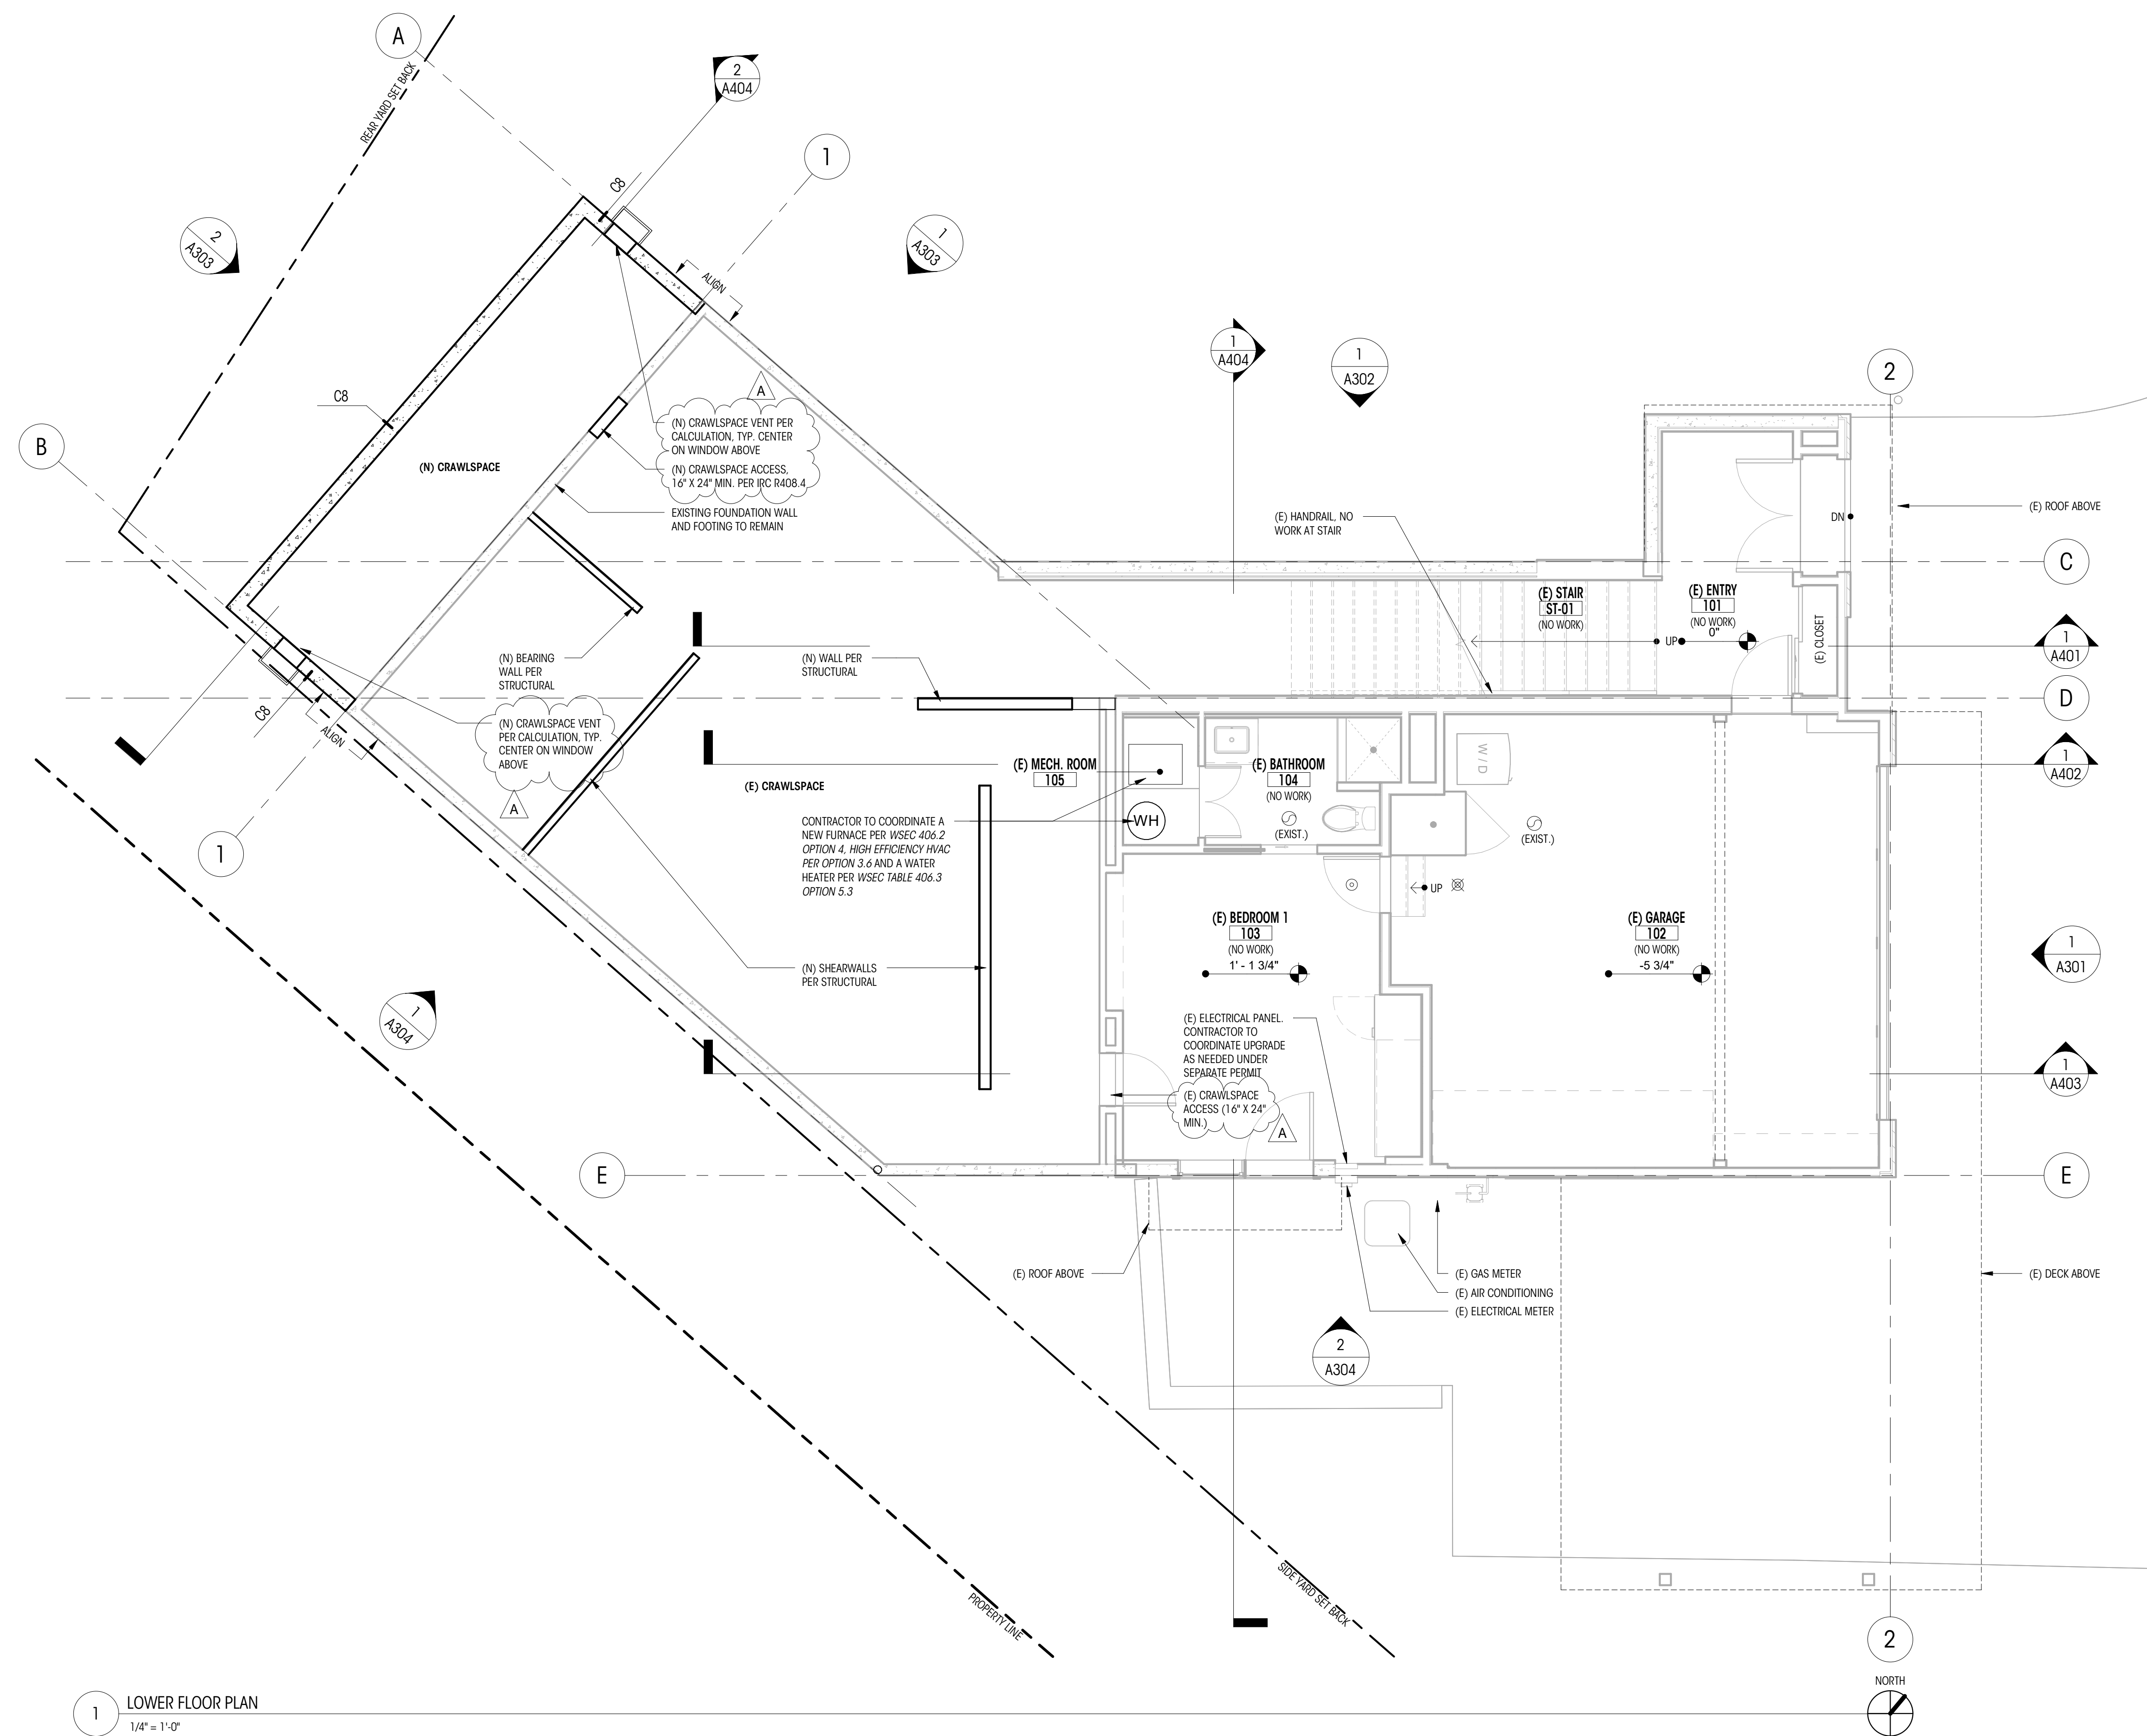 A
REAR YARD SET BACK
2
A404
1
C8
2
A303
1
A303
ALIGN
C8
B
(N) CRAWLSPACE
A
(N) CRAWLSPACE VENT PER
CALCULATION, TYP. CENTER
ON WINDOW ABOVE
(N) CRAWLSPACE ACCESS,
16" X 24" MIN. PER IRC R408.4
EXISTING FOUNDATION WALL
AND FOOTING TO REMAIN
1
A404
1
A302
2
(E) ROOF ABOVE
DN
(E) HANDRAIL, NO
WORK AT STAIR
C
(E) STAIR
ST-01
(NO WORK)
(E) ENTRY
101
(NO WORK)
0"
UP
(E) CLOSET
1
A401
D
(N) BEARING
WALL PER
STRUCTURAL
(N) WALL PER
STRUCTURAL
C8
ALIGN
(N) CRAWLSPACE VENT
PER CALCULATION, TYP.
CENTER ON WINDOW
ABOVE
A
1
(E) CRAWLSPACE
(E) MECH. ROOM
105
(E) BATHROOM
104
(NO WORK)
(EXIST.)
W / D
(EXIST.)
1
A402
WH
CONTRACTOR TO COORDINATE A
NEW FURNACE PER WSEC 406.2
OPTION 4, HIGH EFFICIENCY HVAC
PER OPTION 3.6 AND A WATER
HEATER PER WSEC TABLE 406.3
OPTION 5.3
UP
(E) BEDROOM 1
103
(NO WORK)
1' - 1 3/4"
(E) GARAGE
102
(NO WORK)
-5 3/4"
1
A301
(N) SHEARWALLS
PER STRUCTURAL
1
A304
(E) ELECTRICAL PANEL.
CONTRACTOR TO
COORDINATE UPGRADE
AS NEEDED UNDER
SEPARATE PERMIT
(E) CRAWLSPACE
ACCESS (16" X 24"
MIN.)
A
1
A403
E
E
(E) ROOF ABOVE
(E) GAS METER
(E) AIR CONDITIONING
(E) ELECTRICAL METER
(E) DECK ABOVE
2
A304
PROPERTY LINE
SIDE YARD SET BACK
2
NORTH
1
LOWER FLOOR PLAN
1/4" = 1'-0"